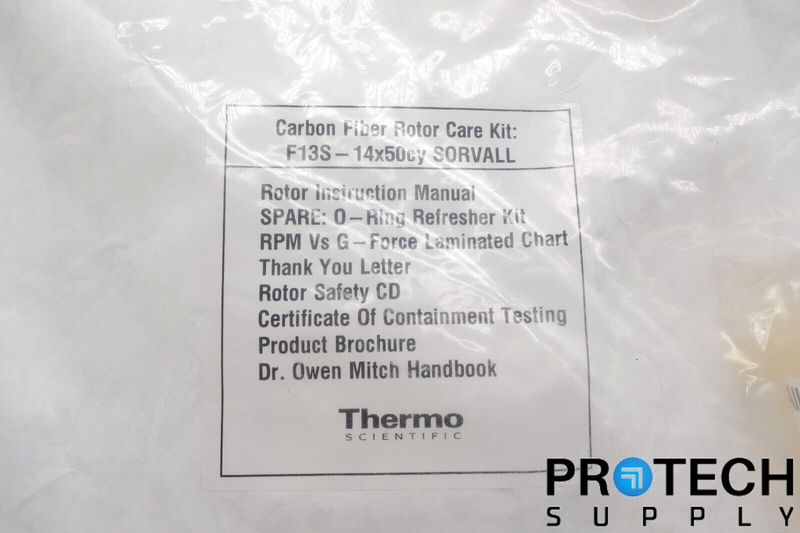 Carbon Fiber Rotor Care Kit:
F13S-14x50cy SORVALL
Rotor Instruction Manual
SPARE: O-Ring Refresher Kit
RPM Vs G-Force Laminated Chart
Thank You Letter
Rotor Safety CD
Certificate Of Containment Testing
Product Brochure
Dr. Owen Mitch Handbook
Thermo
SCIENTIFIC
PROTECH
SUPPLY